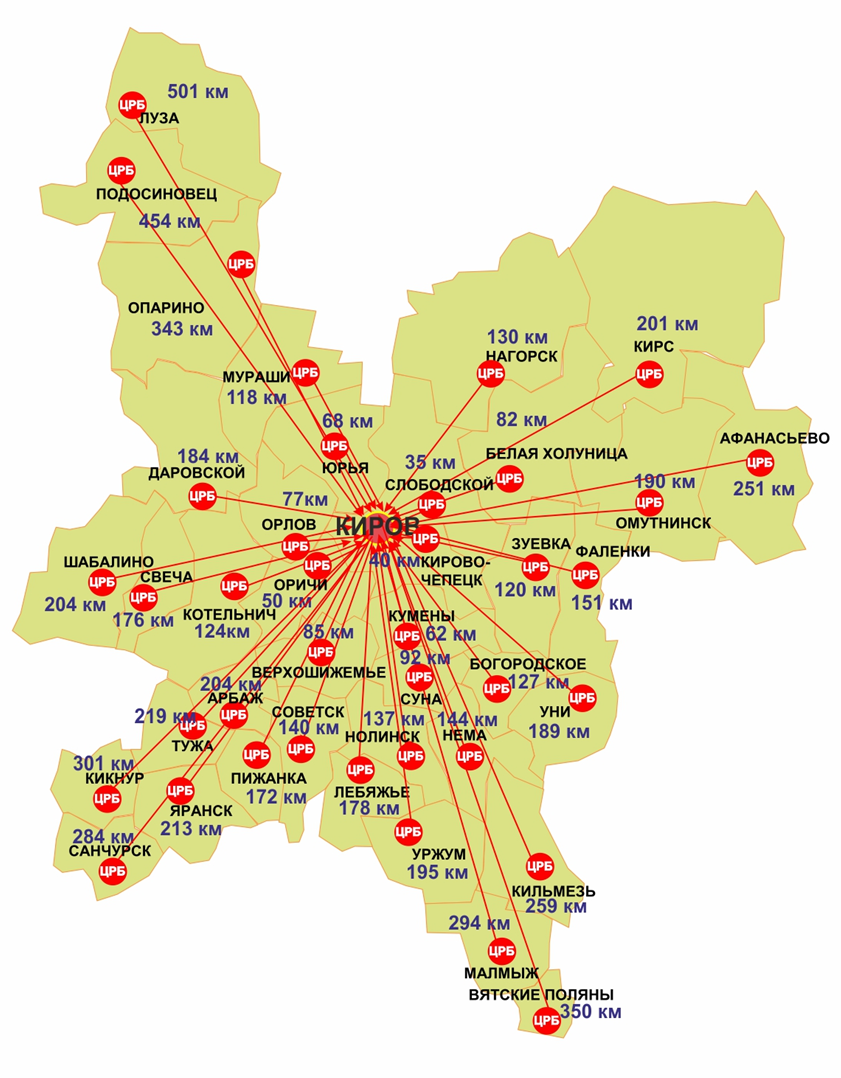 501 км
ЦРБ
ЛУЗА
ЦРБ
ПОДОСИНОВЕЦ
454 км
ЦРБ
ОПАРИНО
343 км
130 км
НАГОРСК
ЦРБ
201 км
КИРС
ЦРБ
МУРАШИ
ЦРБ
118 км
68 км
ЦРБ
ЮРЬЯ
82 км
БЕЛАЯ ХОЛУНИЦА
ЦРБ
АФАНАСЬЕВО
ЦРБ
251 км
184 км
ДАРОВСКОЙ
ЦРБ
35 км
СЛОБОДСКОЙ
ЦРБ
190 км
ЦРБ
ОМУТНИНСК
77км
ОРЛОВ
ЦРБ
КИРОВ
ЦРБ
40 км
КИРОВО-
ЧЕПЕЦК
ЗУЕВКА
ЦРБ
120 км
ФАЛЕНКИ
ЦРБ
151 км
ШАБАЛИНО
ЦРБ
204 км
СВЕЧА
ЦРБ
176 км
ЦРБ
КОТЕЛЬНИЧ
124км
ЦРБ
ОРИЧИ
50 км
КУМЕНЫ
ЦРБ
62 км
85 км
ЦРБ
ВЕРХОШИЖЕМЬЕ
92 км
ЦРБ
СУНА
БОГОРОДСКОЕ
ЦРБ
127 км
ЦРБ
УНИ
189 км
204 км
АРБАЖ
ЦРБ
219 км
ЦРБ
ТУЖА
СОВЕТСК
140 км
ЦРБ
137 км
НОЛИНСК
ЦРБ
144 км
НЕМА
ЦРБ
301 км
КИКНУР
ЦРБ
ЦРБ
ПИЖАНКА
172 км
ЦРБ
ЛЕБЯЖЬЕ
178 км
ЦРБ
ЯРАНСК
213 км
284 км
САНЧУРСК
ЦРБ
ЦРБ
УРЖУМ
195 км
ЦРБ
КИЛЬМЕЗЬ
259 км
294 км
ЦРБ
МАЛМЫЖ
ВЯТСКИЕ ПОЛЯНЫ
350 км
ЦРБ